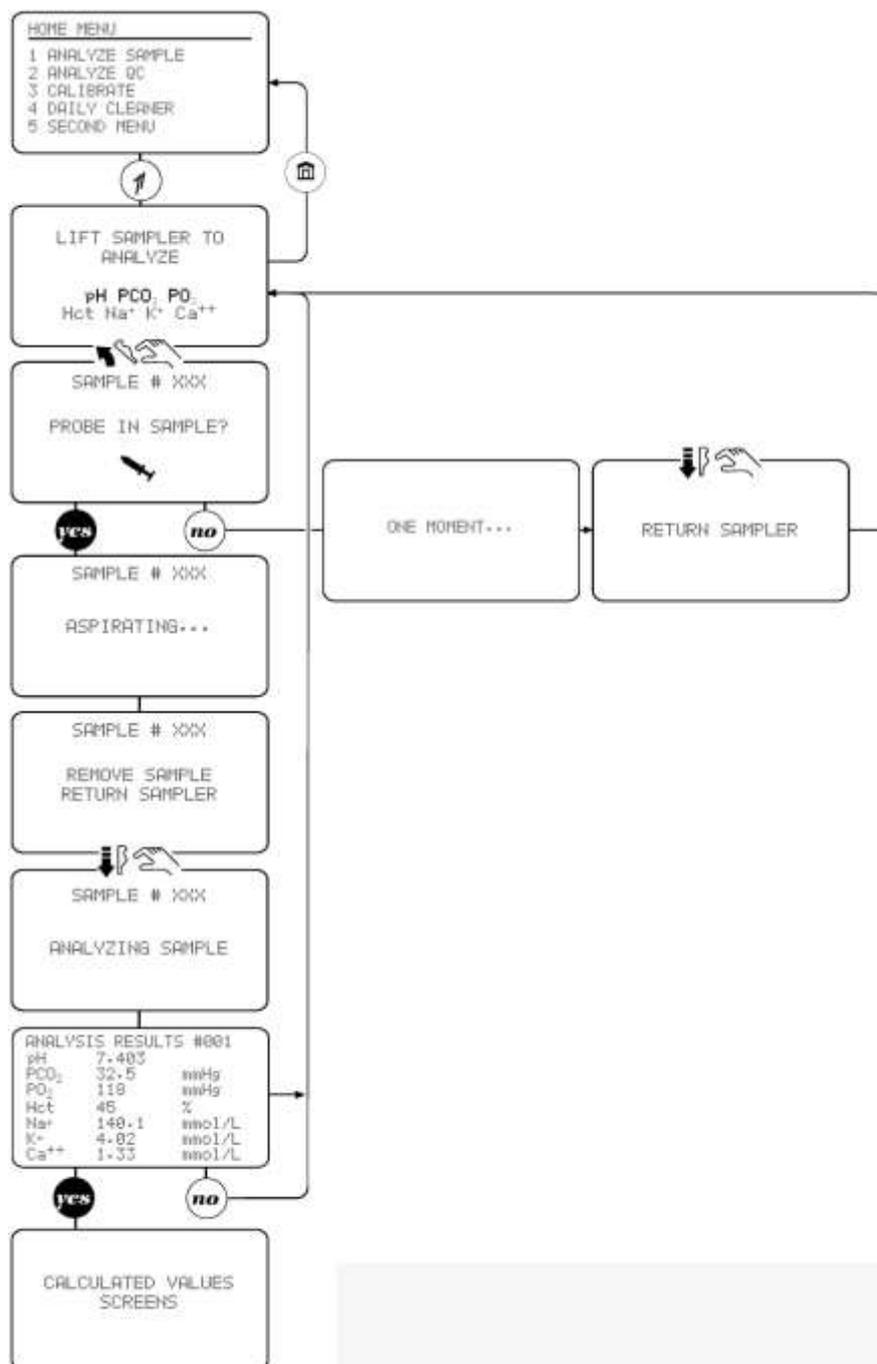 HOME MENU
1 ANALYZE SAMPLE
2 ANALYZE QC
3 CALIBRATE
4 DAILY CLEANER
5 SECOND MENU
LIFT SAMPLER TO
ANALYZE
pH PCO₂ PO₂
Hct Na⁺ K⁺ Ca⁺⁺
SAMPLE # XXX
PROBE IN SAMPLE?
yes
no
ONE MOMENT...
RETURN SAMPLER
SAMPLE # XXX
ASPIRATING...
SAMPLE # XXX
REMOVE SAMPLE
RETURN SAMPLER
SAMPLE # XXX
ANALYZING SAMPLE
ANALYSIS RESULTS #001
pH 7.403
PCO₂ 32.5 mmHg
PO₂ 118 mmHg
Hct 45 %
Na⁺ 140.1 mmol/L
K⁺ 4.02 mmol/L
Ca⁺⁺ 1.33 mmol/L
yes
no
CALCULATED VALUES
SCREENS